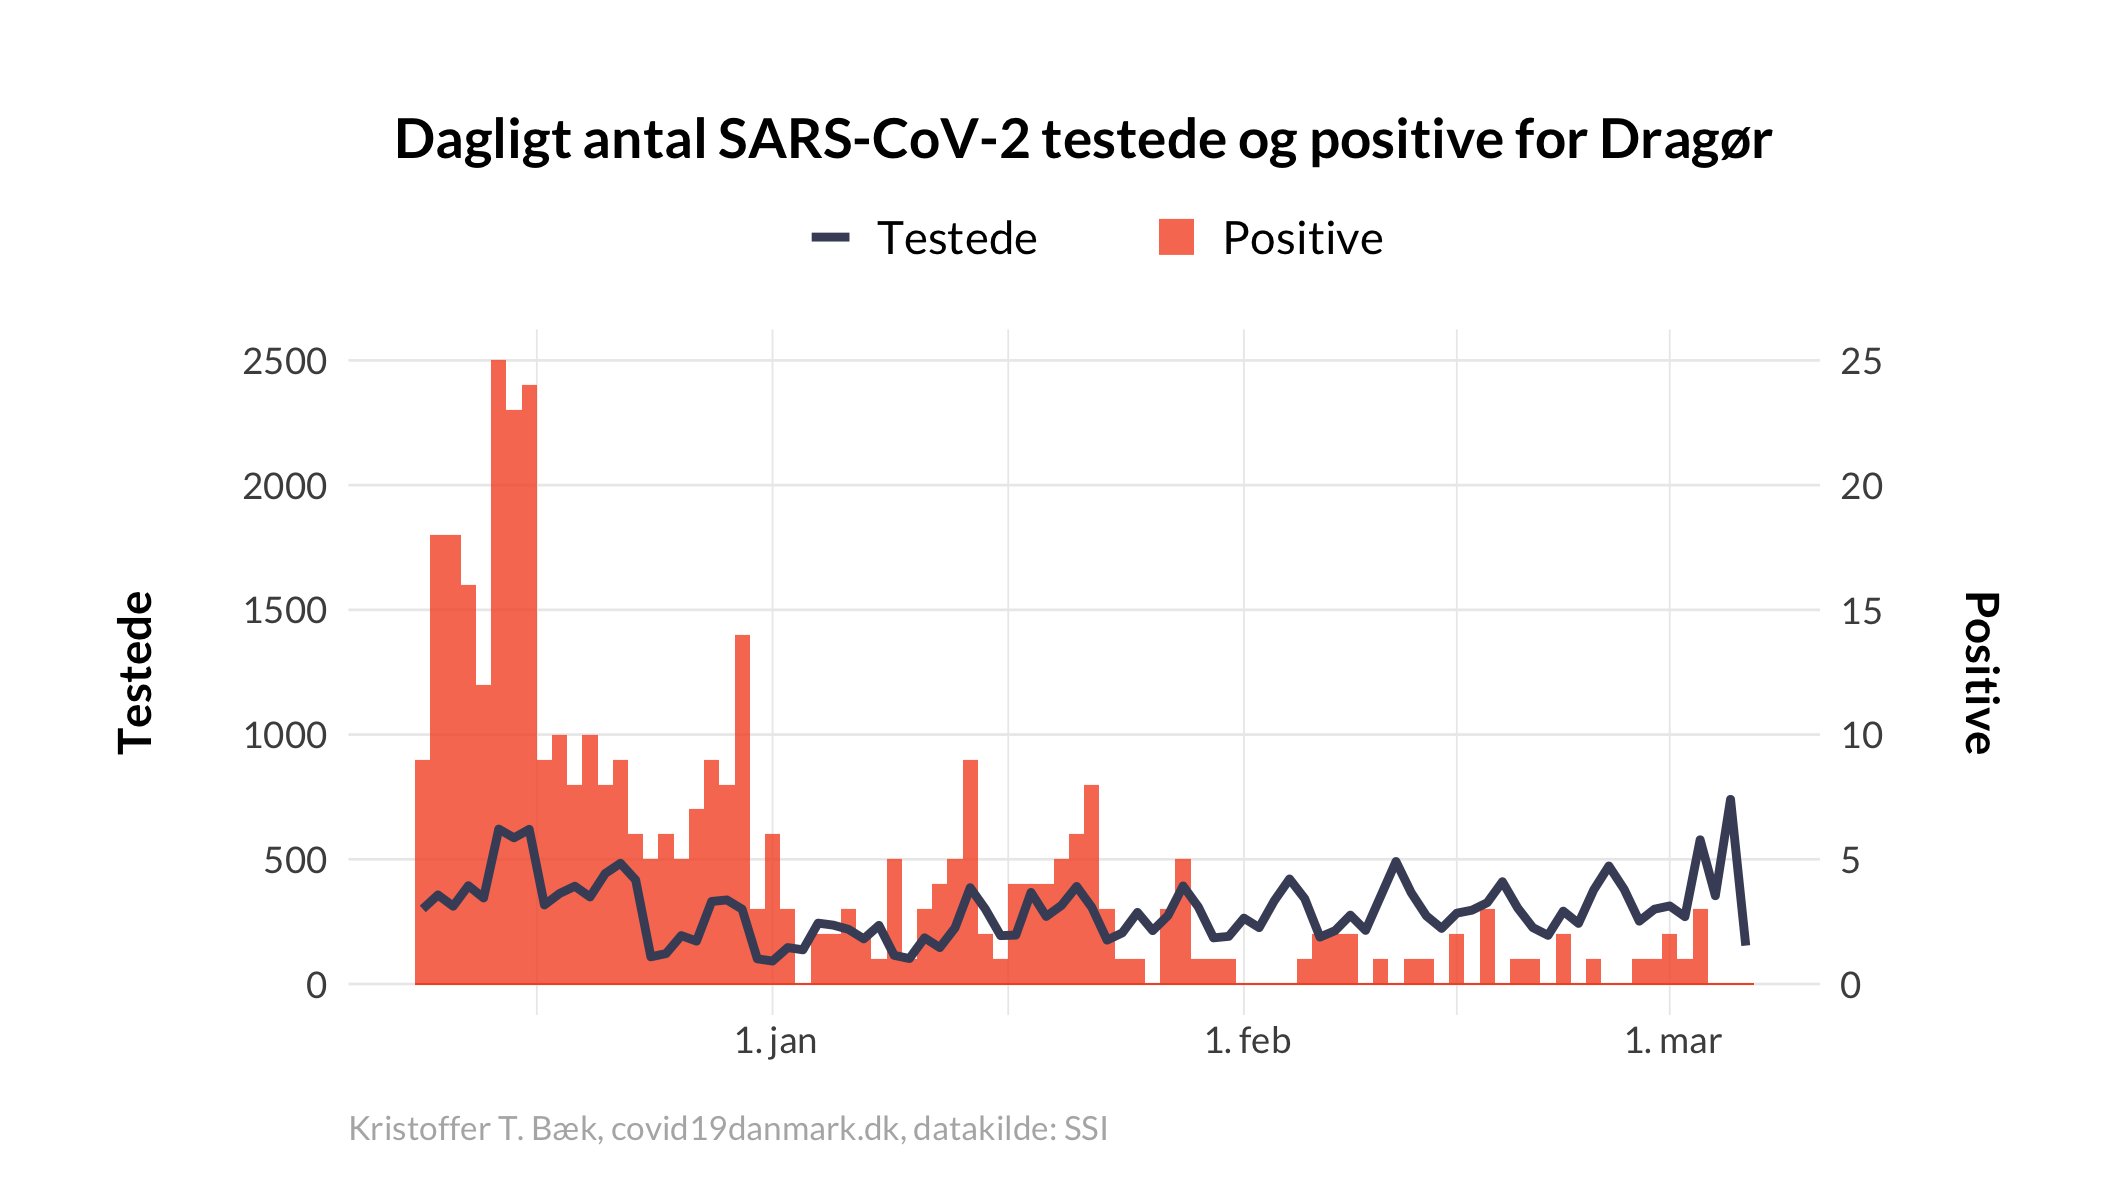 Dagligt antal SARS-CoV-2 testede og positive for Dragør
Testede Positive
2500 25
2000 20
1500 15
1000 10
500 5
0 0
Testede
Positive
1. jan 1. feb 1. mar
Kristoffer T. Bæk, covid19danmark.dk, datakilde: SSI